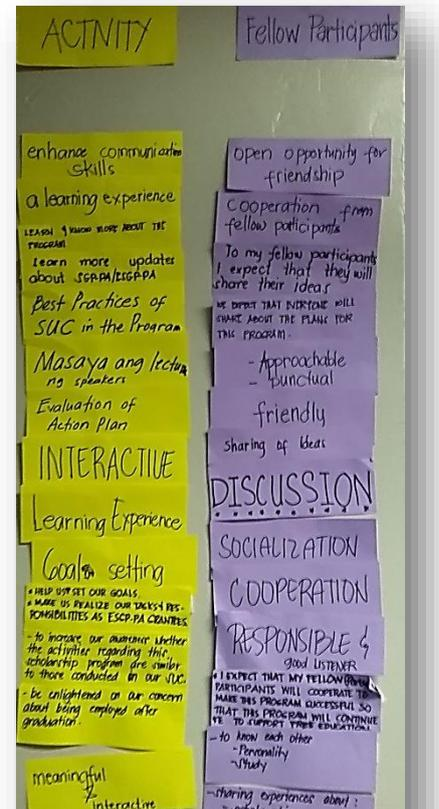 ACTIVITY
enhance communication
skills
a learning experience
LEARN & KNOW MORE ABOUT THE
PROGRAM
Learn more updates
about SGP-PA/ESGP-PA
Best Practices of
SUC in the Program
Masaya ang lecture
ng speakers
Evaluation of
Action Plan
INTERACTIVE
Learning Experience
Goal setting
• HELP US SET OUR GOALS
• MAKE US REALIZE OUR TASKS & RES-
PONSIBILITIES AS ESGP-PA GRANTEES
- to increase our awareness whether
the activities regarding this
scholarship program are similar
to those conducted in our SUC.
- be enlightened on our concern
about being employed after
graduation.
meaningful
&
interactive
Fellow Participants
open opportunity for
friendship
Cooperation from
fellow participants
To my fellow participants
I expect that they will
share their ideas
WE EXPECT THAT EVERYONE WILL
SHARE ABOUT THE PLANS FOR
THIS PROGRAM.
- Approachable
- punctual
friendly
Sharing of Ideas
DISCUSSION
SOCIALIZATION
COOPERATION
RESPONSIBLE &
good LISTENER
• I EXPECT THAT MY FELLOW
PARTICIPANTS WILL COOPERATE TO
MAKE THIS PROGRAM SUCCESSFUL SO
THAT THIS PROGRAM WILL CONTINUE
TO SUPPORT EDUCATION
- to know each other
- Personality
- Study
- sharing experiences about